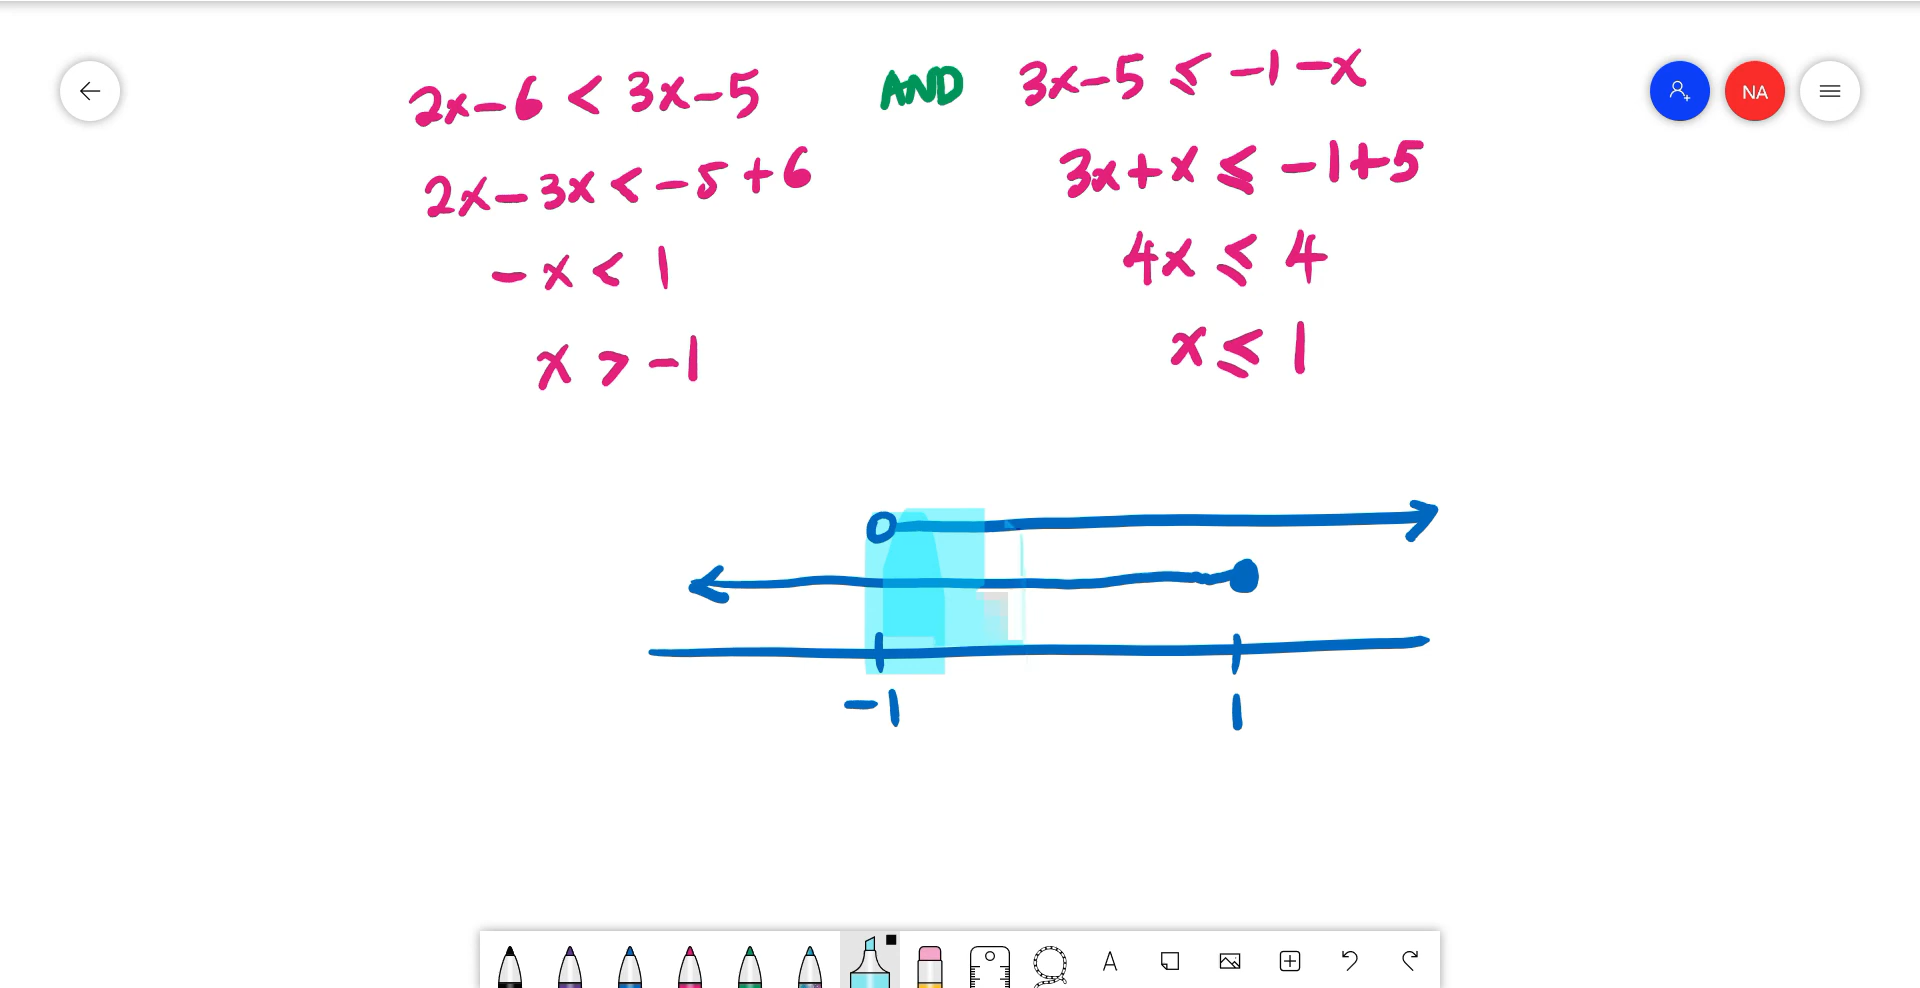 2x-6 < 3x-5 AND 3x-5 ≤ -1-x
2x-3x < -5+6
3x+x ≤ -1+5
-x < 1
4x ≤ 4
x > -1
x ≤ 1
-1 1
NA
A